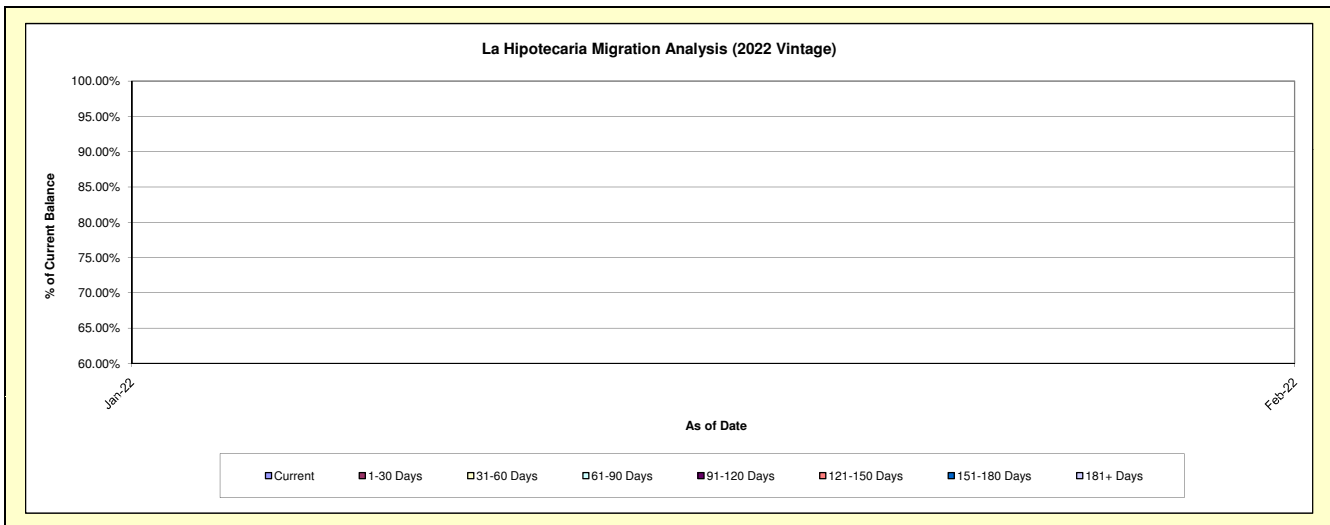 La Hipotecaria Migration Analysis (2022 Vintage)
100.00%
95.00%
90.00%
85.00%
80.00%
75.00%
70.00%
65.00%
60.00%
% of Current Balance
Jan-22
Feb-22
As of Date
Current 1-30 Days 31-60 Days 61-90 Days 91-120 Days 121-150 Days 151-180 Days 181+ Days